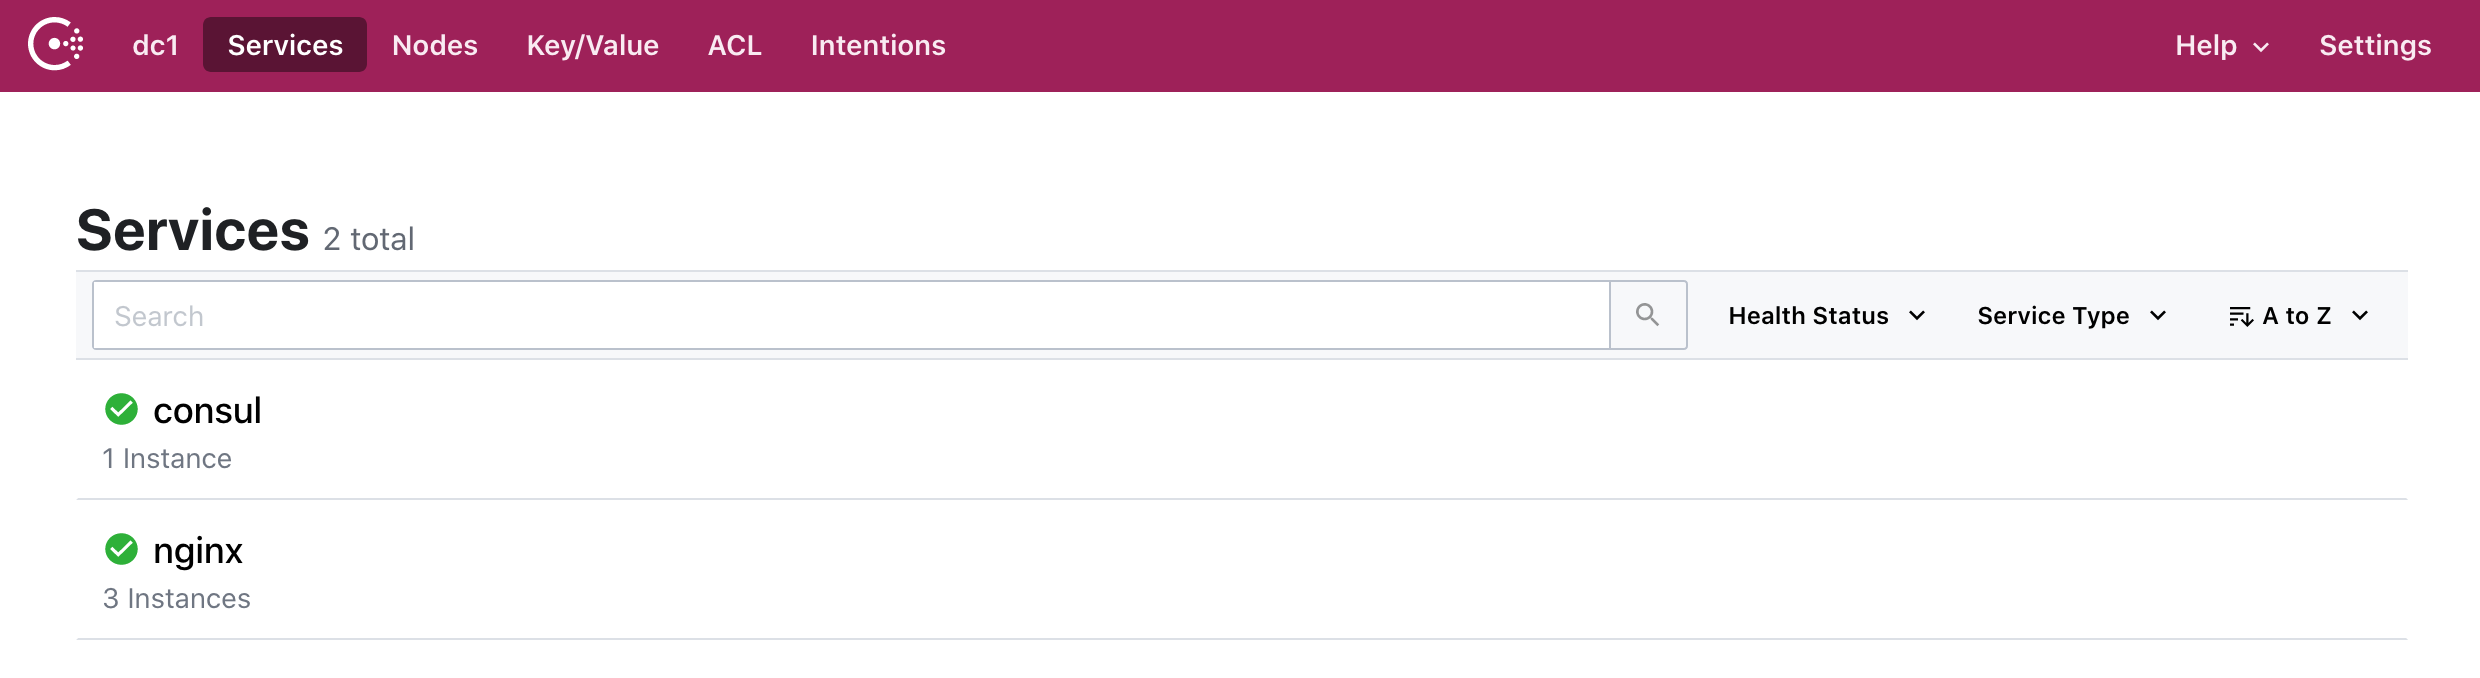 dc1 Services Nodes Key/Value ACL Intentions Help Settings
Services 2 total
Search Health Status Service Type A to Z
consul
1 Instance
nginx
3 Instances